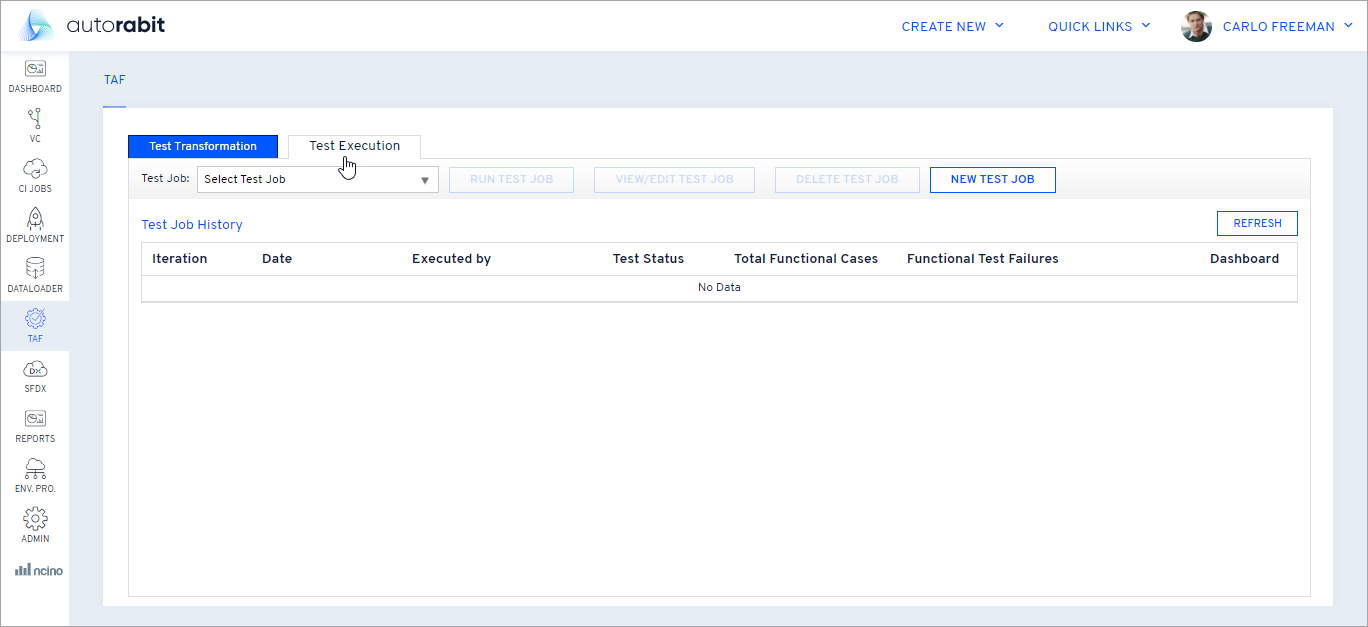 autorabit
CREATE NEW
QUICK LINKS
CARLO FREEMAN
DASHBOARD
VC
CI JOBS
DEPLOYMENT
DATALOADER
TAF
DX
SFDX
REPORTS
ENV. PRO.
ADMIN
ncino
TAF
Test Transformation
Test Execution
Test Job: Select Test Job RUN TEST JOB VIEW/EDIT TEST JOB DELETE TEST JOB NEW TEST JOB
Test Job History REFRESH
Iteration Date Executed by Test Status Total Functional Cases Functional Test Failures Dashboard
No Data